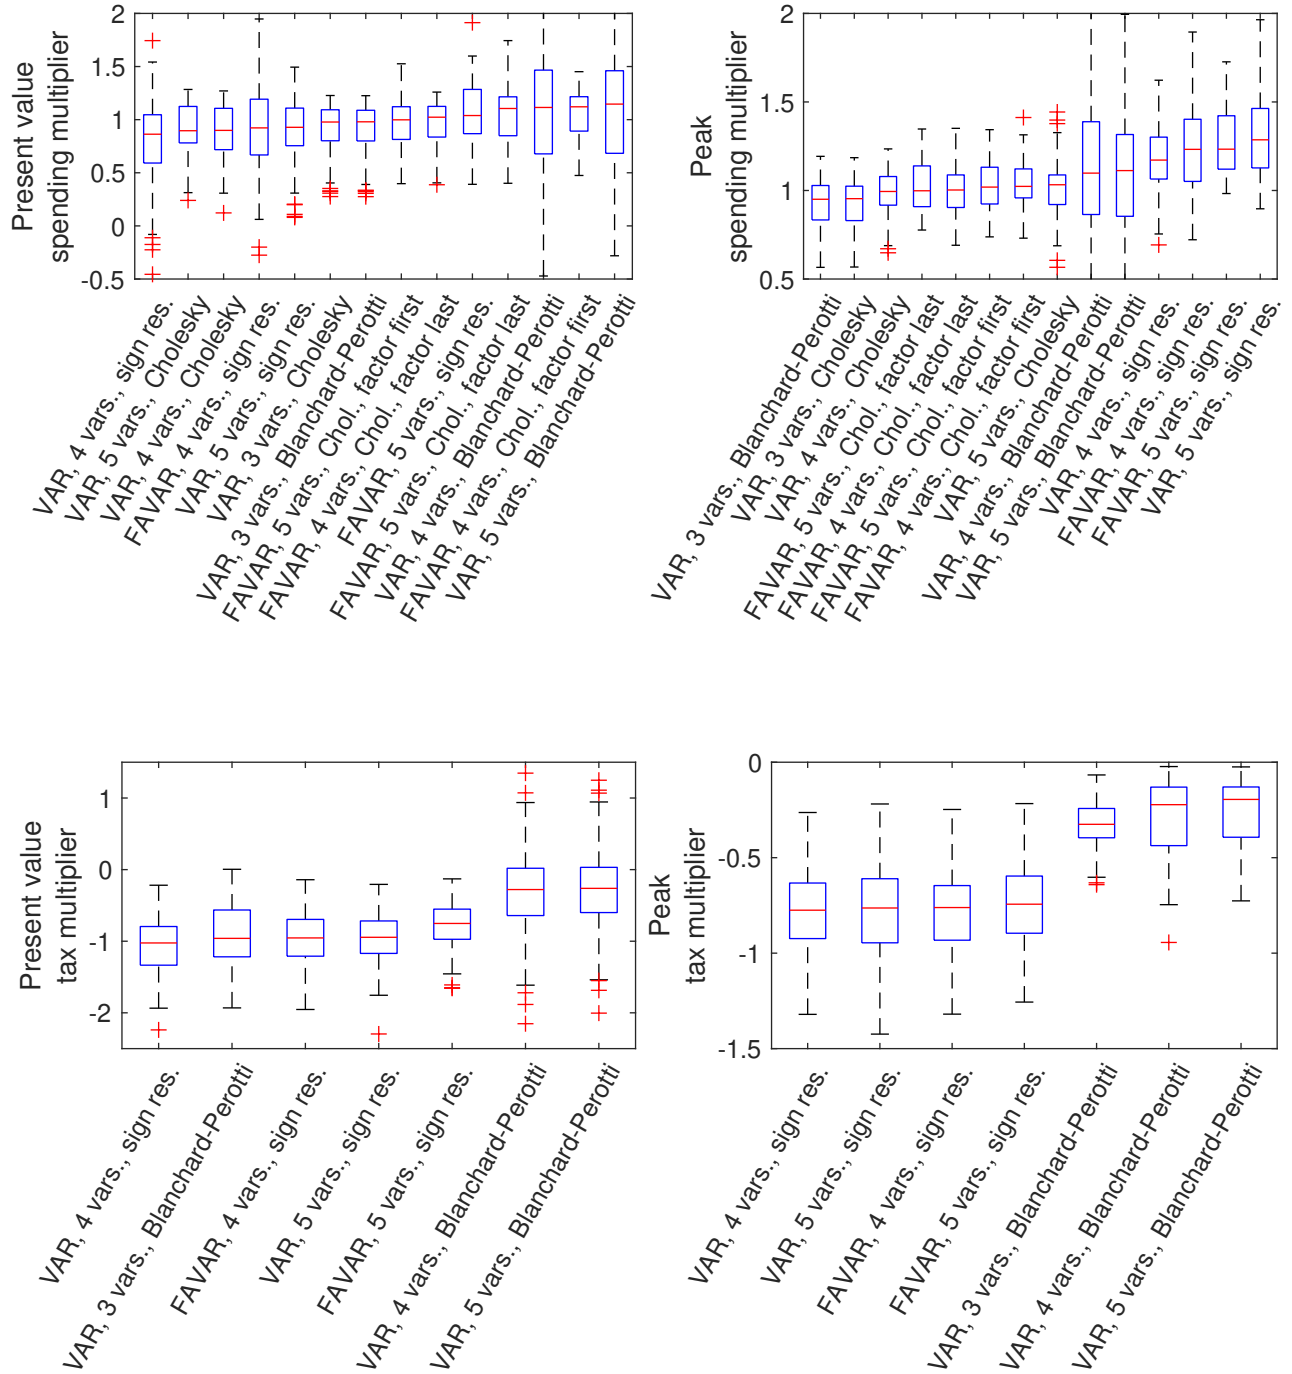 Present value
spending multiplier
2
1.5
1
0.5
0
-0.5
VAR, 4 vars., sign res.
VAR, 5 vars., Cholesky
VAR, 4 vars., Cholesky
FAVAR, 4 vars., sign res.
VAR, 5 vars., sign res.
VAR, 3 vars., Cholesky
VAR, 3 vars., Blanchard-Perotti
FAVAR, 5 vars., Chol., factor first
FAVAR, 4 vars., Chol., factor last
FAVAR, 5 vars., sign res.
FAVAR, 5 vars., Chol., factor last
VAR, 4 vars., Blanchard-Perotti
FAVAR, 4 vars., Chol., factor first
VAR, 5 vars., Blanchard-Perotti
Peak
spending multiplier
2
1.5
1
0.5
VAR, 3 vars., Blanchard-Perotti
VAR, 3 vars., Cholesky
VAR, 4 vars., Cholesky
FAVAR, 5 vars., Chol., factor last
FAVAR, 4 vars., Chol., factor last
FAVAR, 5 vars., Chol., factor first
FAVAR, 4 vars., Chol., factor first
VAR, 5 vars., Cholesky
VAR, 4 vars., Blanchard-Perotti
VAR, 5 vars., Blanchard-Perotti
VAR, 4 vars., sign res.
FAVAR, 4 vars., sign res.
FAVAR, 5 vars., sign res.
VAR, 5 vars., sign res.
Present value
tax multiplier
1
0
-1
-2
VAR, 4 vars., sign res.
VAR, 3 vars., Blanchard-Perotti
FAVAR, 4 vars., sign res.
VAR, 5 vars., sign res.
FAVAR, 5 vars., sign res.
VAR, 4 vars., Blanchard-Perotti
VAR, 5 vars., Blanchard-Perotti
Peak
tax multiplier
0
-0.5
-1
-1.5
VAR, 4 vars., sign res.
VAR, 5 vars., sign res.
FAVAR, 4 vars., sign res.
FAVAR, 5 vars., sign res.
VAR, 3 vars., Blanchard-Perotti
VAR, 4 vars., Blanchard-Perotti
VAR, 5 vars., Blanchard-Perotti